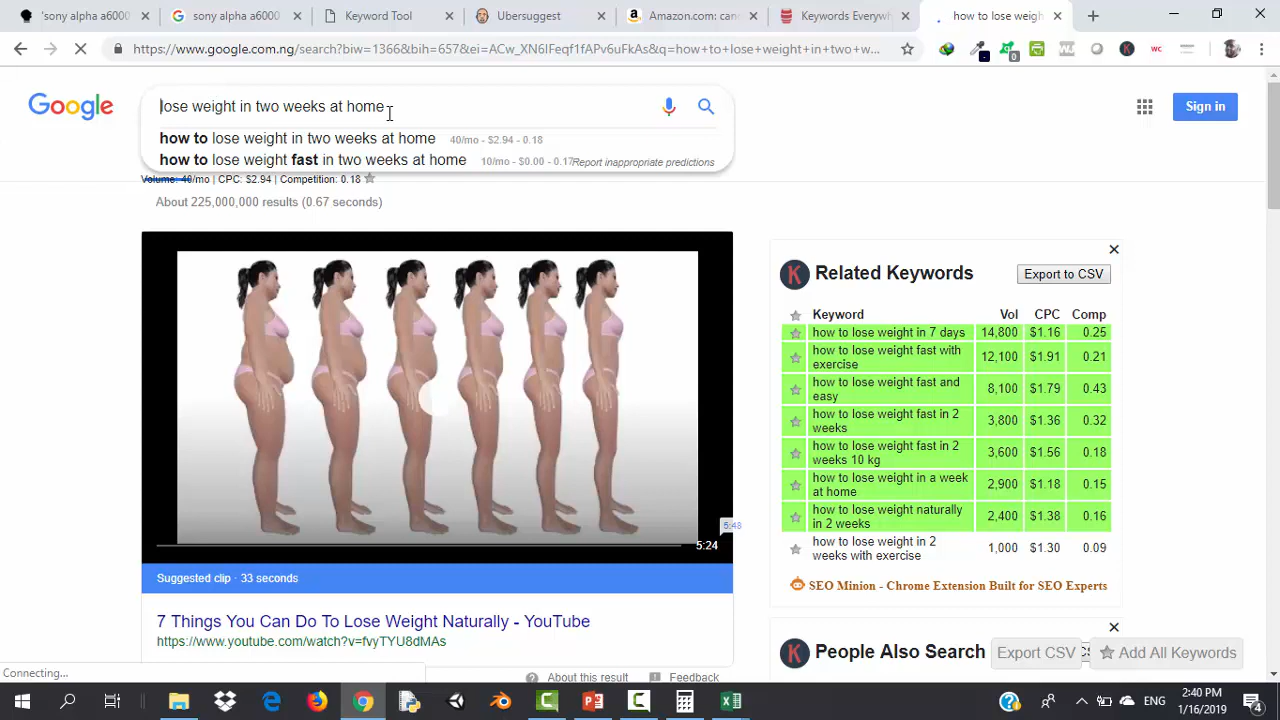 'sony alpha a6000
sony alpha a6000
Keyword Tool
Ubersuggest
Amazon.com: can
Keywords Everywh
how to lose weigh
https://www.google.com.ng/search?biw=1366&bih=657&ei=ACw_XN6lFeqf1fAPv6uFkAs&q=how+to+lose+weight+in+two+w...
0
WJ
K
wc
Google
lose weight in two weeks at home
Sign in
how to lose weight in two weeks at home 40/mo - $2.94 - 0.18
how to lose weight fast in two weeks at home 10/mo - $0.00 - 0.17
Report inappropriate predictions
Volume: 40/mo | CPC: $2.94 | Competition: 0.18
About 225,000,000 results (0.67 seconds)
5:48
5:24
Suggested clip · 33 seconds
7 Things You Can Do To Lose Weight Naturally - YouTube
https://www.youtube.com/watch?v=fvyTYU8dMAs
About this result
Feedback
K Related Keywords Export to CSV
Keyword Vol CPC Comp
how to lose weight in 7 days 14,800 $1.16 0.25
how to lose weight fast with
exercise 12,100 $1.91 0.21
how to lose weight fast and
easy 8,100 $1.79 0.43
how to lose weight fast in 2
weeks 3,800 $1.36 0.32
how to lose weight fast in 2
weeks 10 kg 3,600 $1.56 0.18
how to lose weight in a week
at home 2,900 $1.18 0.15
how to lose weight naturally
in 2 weeks 2,400 $1.38 0.16
how to lose weight in 2
weeks with exercise 1,000 $1.30 0.09
SEO Minion - Chrome Extension Built for SEO Experts
K People Also Search
Export CSV
Add All Keywords
Connecting...
ENG
2:40 PM
1/16/2019
4